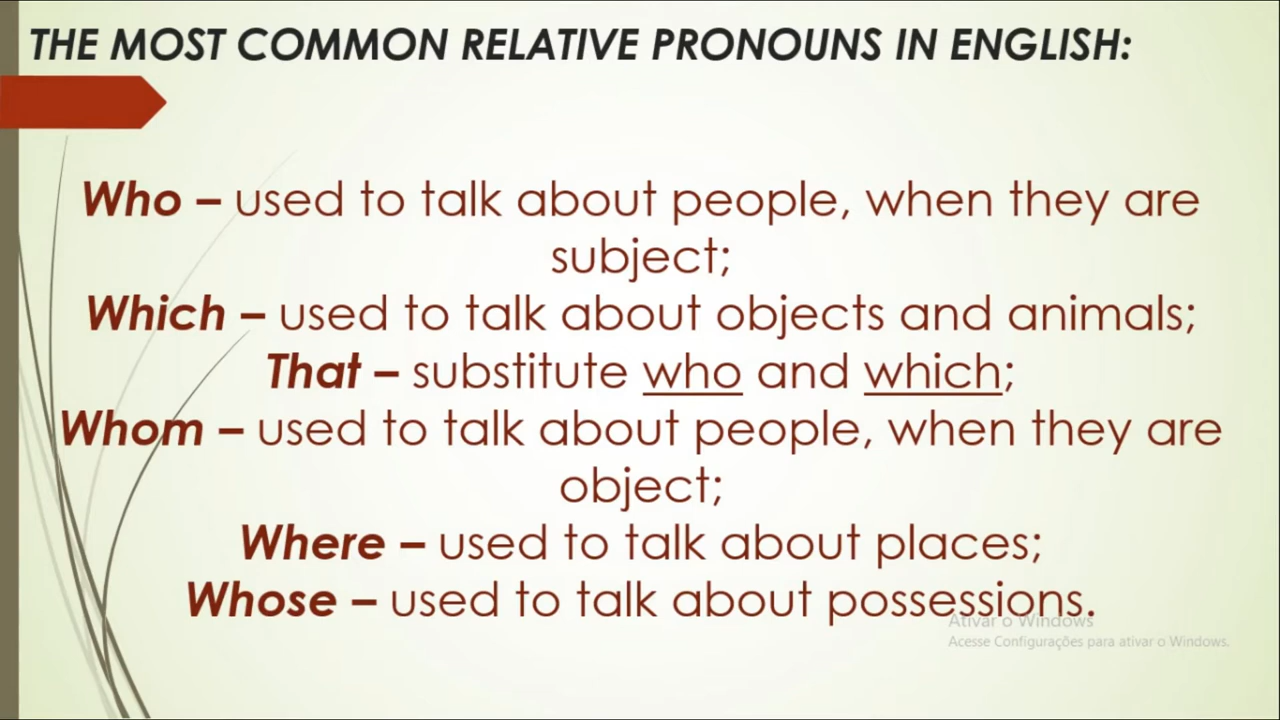 THE MOST COMMON RELATIVE PRONOUNS IN ENGLISH:
Who – used to talk about people, when they are
subject;
Which – used to talk about objects and animals;
That – substitute who and which;
Whom – used to talk about people, when they are
object;
Where – used to talk about places;
Whose – used to talk about possessions.
Ativar o Windows
Acesse Configurações para ativar o Windows.